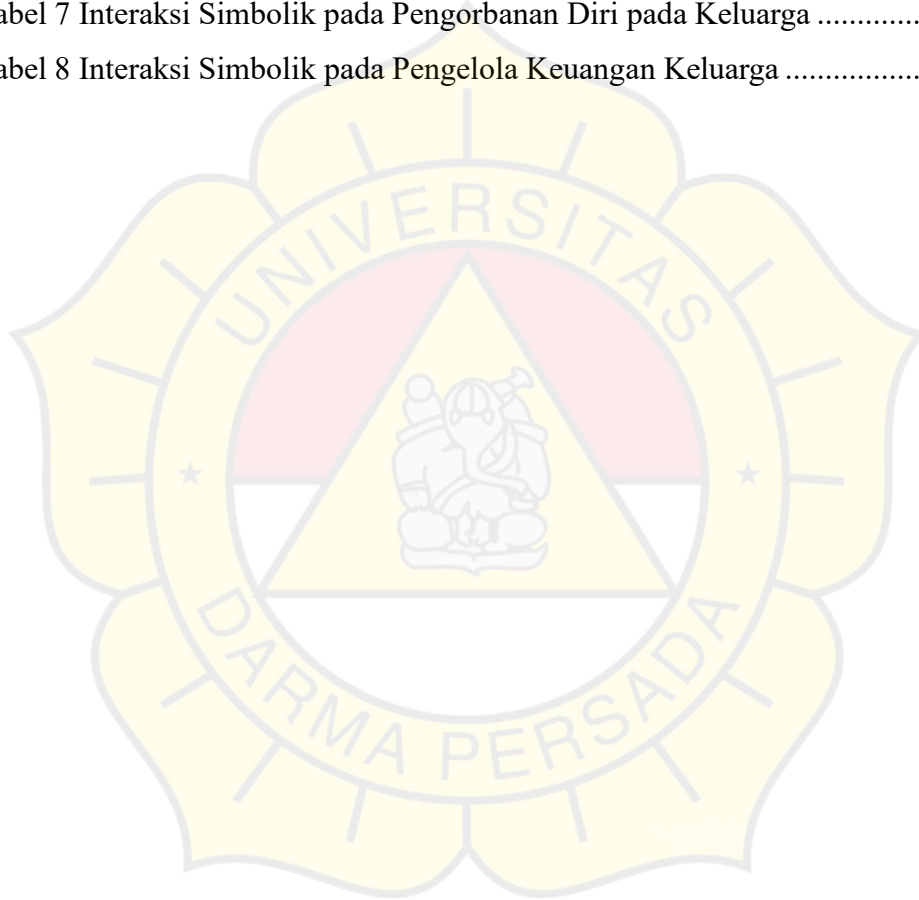 abel 7 Interaksi Simbolik pada Pengorbanan Diri pada Keluarga .............
abel 8 Interaksi Simbolik pada Pengelola Keuangan Keluarga .................
UNIVERSITAS
DARMA PERSADA